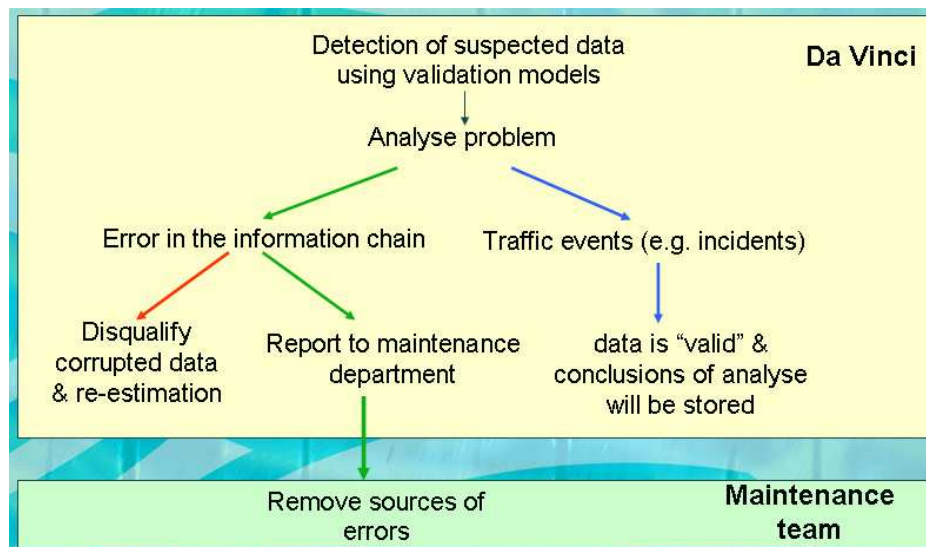 Detection of suspected data
using validation models
Da Vinci
Analyse problem
Error in the information chain
Traffic events (e.g. incidents)
Disqualify
corrupted data
& re-estimation
Report to maintenance
department
data is “valid” &
conclusions of analyse
will be stored
Remove sources of
errors
Maintenance
team